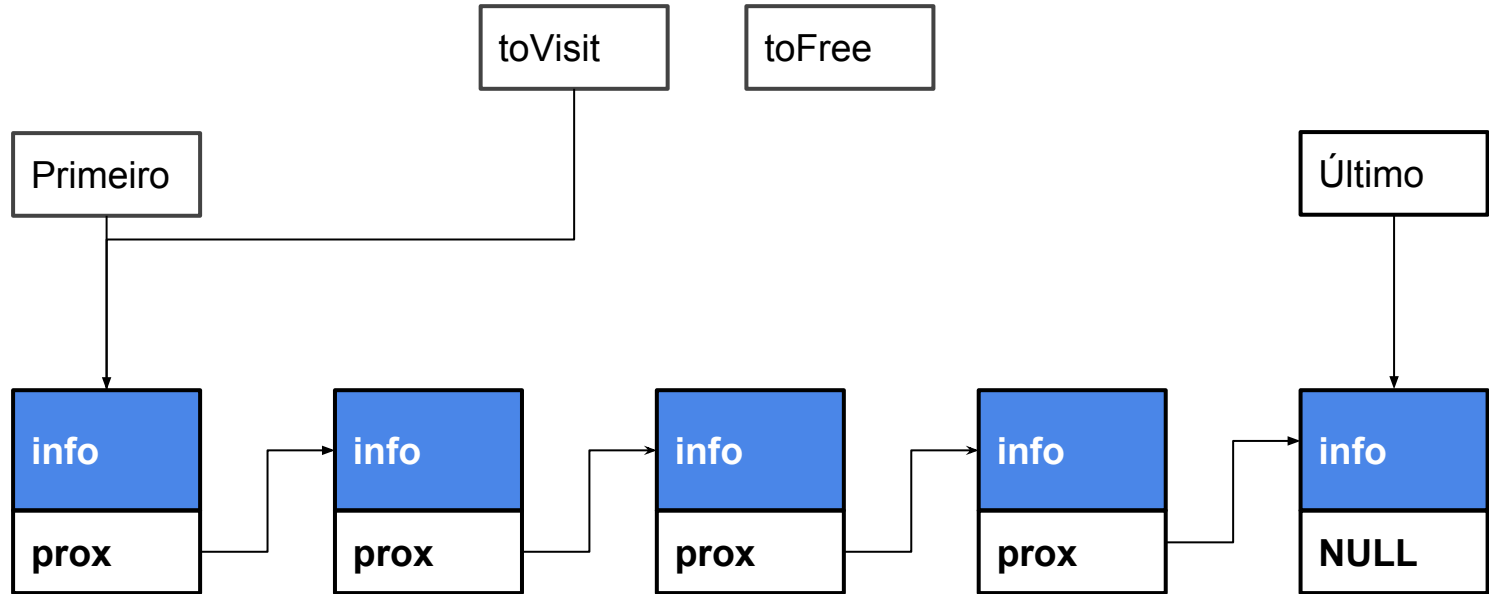 toVisit
toFree
Primeiro
Último
info
info
info
info
info
prox
prox
prox
prox
NULL